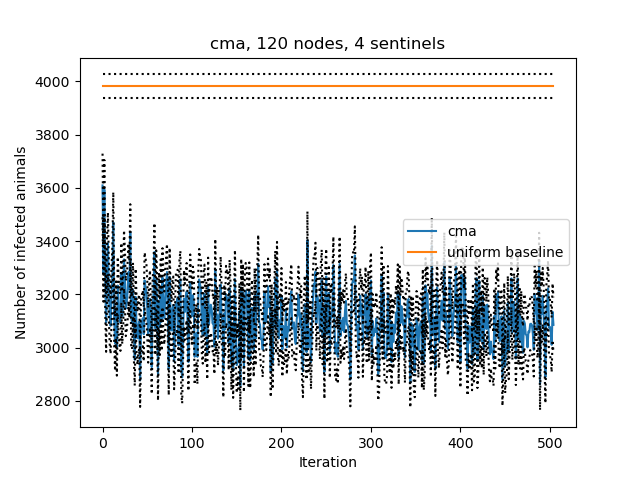 cma, 120 nodes, 4 sentinels
Number of infected animals
4000
3800
3600
3400
3200
3000
2800
cma
uniform baseline
0
100
200
300
400
500
Iteration